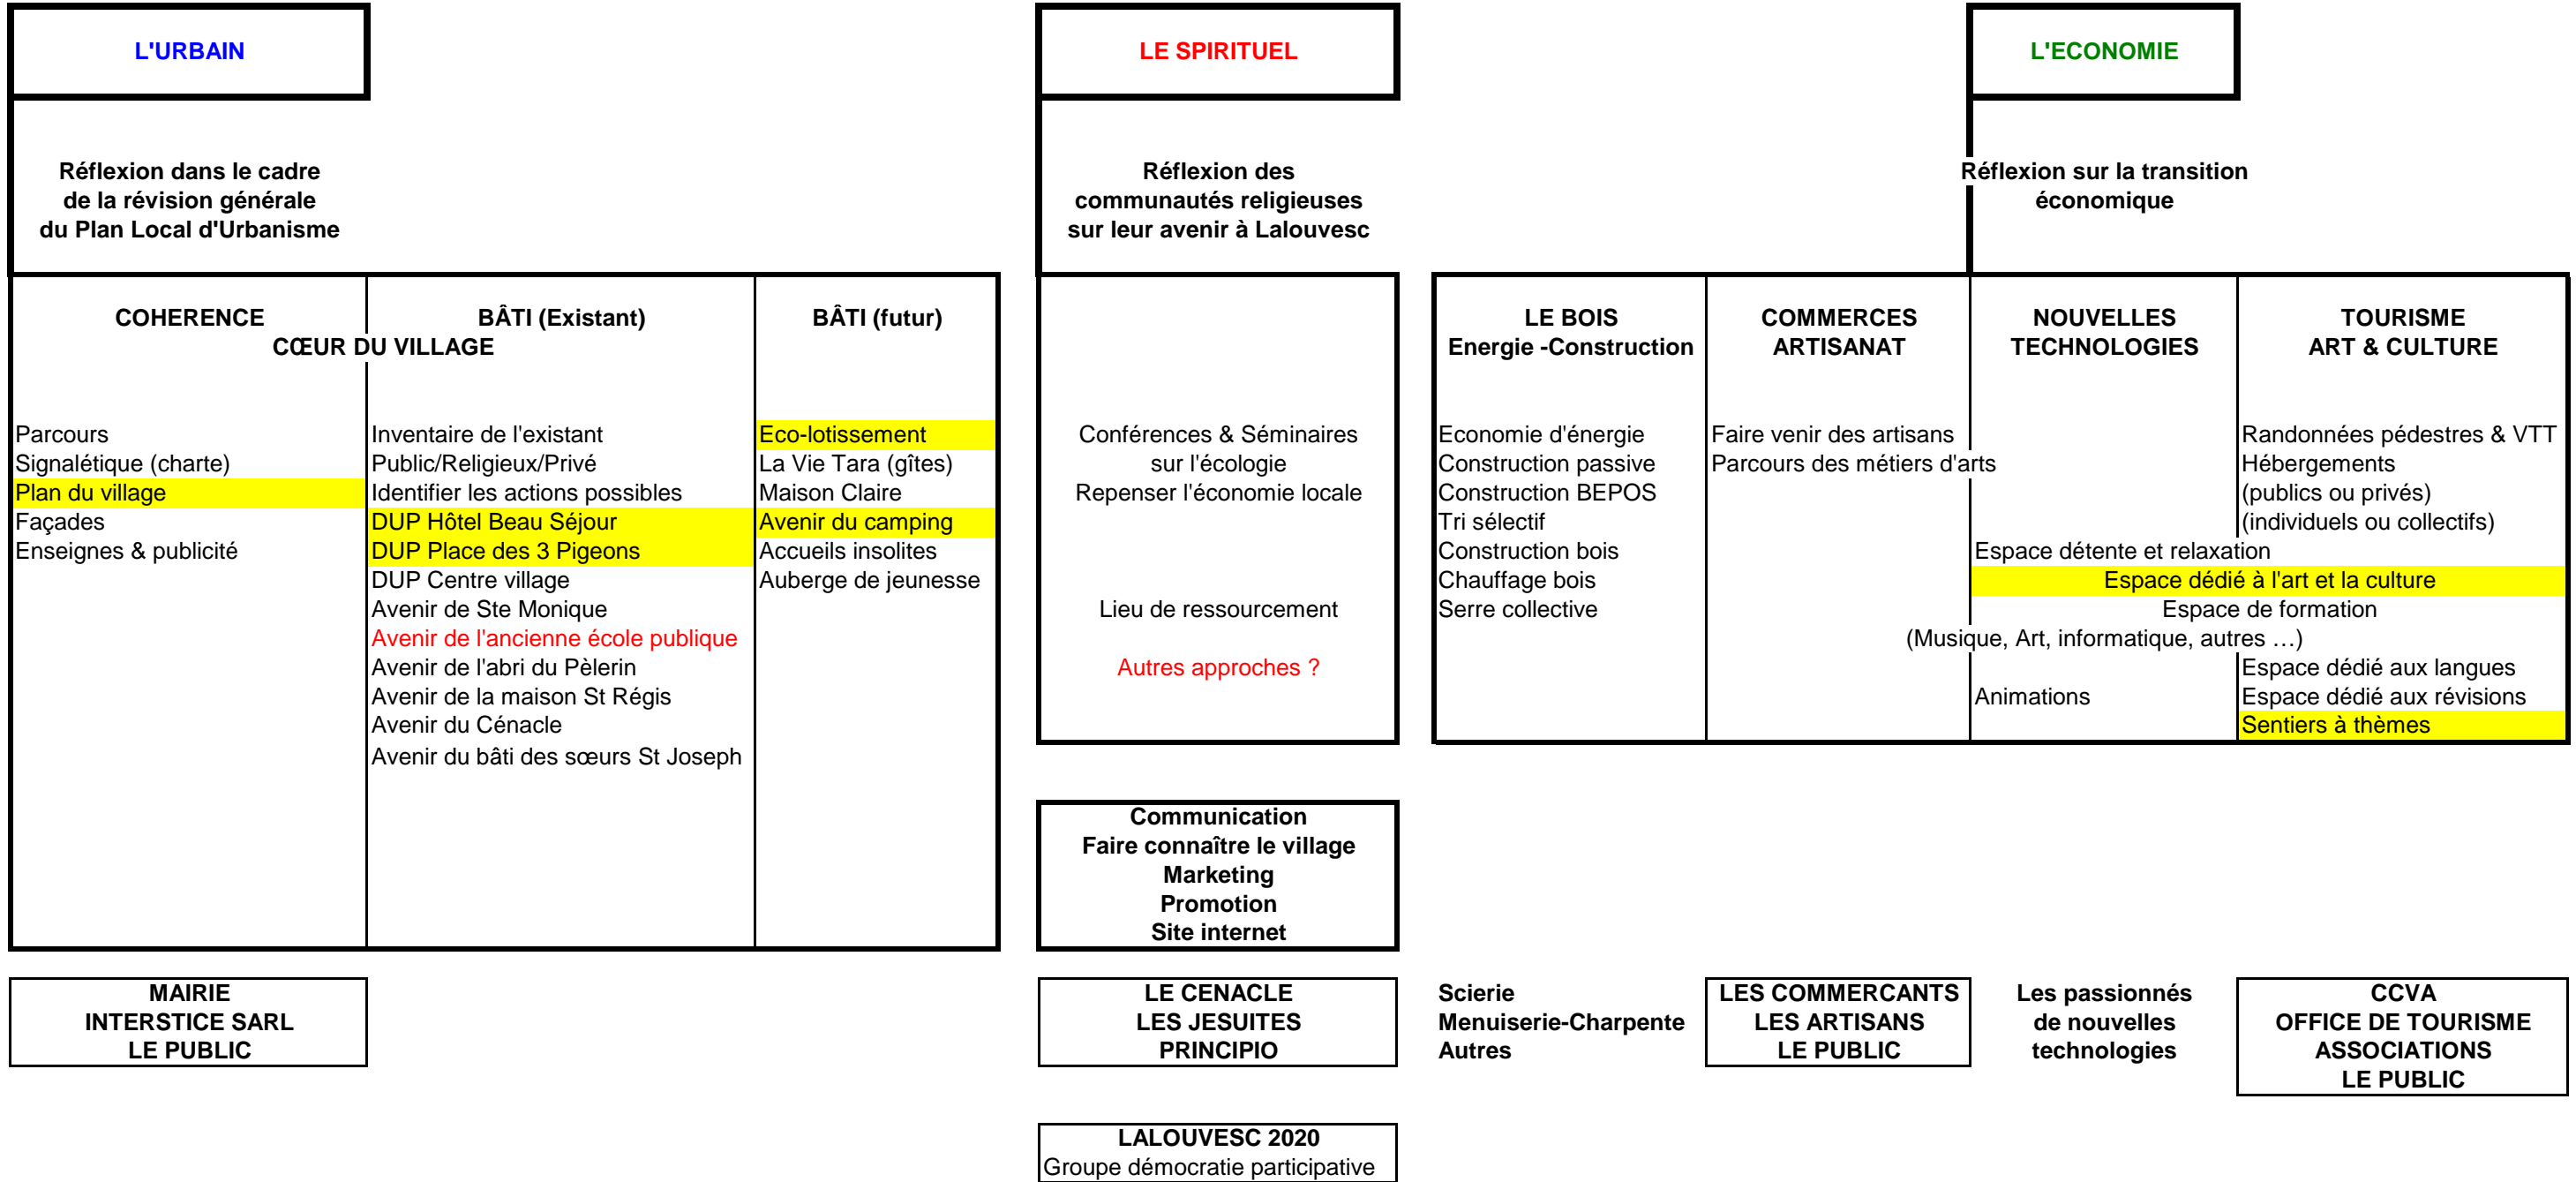 L'URBAIN
LE SPIRITUEL
L'ECONOMIE
Réflexion dans le cadre
de la révision générale
du Plan Local d'Urbanisme
Réflexion des
communautés religieuses
sur leur avenir à Lalouvesc
Réflexion sur la transition
économique
COHERENCE
BÂTI (Existant)
CŒUR DU VILLAGE
BÂTI (futur)
Parcours
Signalétique (charte)
Plan du village
Façades
Enseignes & publicité
Inventaire de l'existant
Public/Religieux/Privé
Identifier les actions possibles
DUP Hôtel Beau Séjour
DUP Place des 3 Pigeons
DUP Centre village
Avenir de Ste Monique
Avenir de l'ancienne école publique
Avenir de l'abri du Pèlerin
Avenir de la maison St Régis
Avenir du Cénacle
Avenir du bâti des sœurs St Joseph
Eco-lotissement
La Vie Tara (gîtes)
Maison Claire
Avenir du camping
Accueils insolites
Auberge de jeunesse
Conférences & Séminaires
sur l'écologie
Repenser l'économie locale
Lieu de ressourcement
Autres approches ?
LE BOIS
Energie -Construction
Economie d'énergie
Construction passive
Construction BEPOS
Tri sélectif
Construction bois
Chauffage bois
Serre collective
COMMERCES
ARTISANAT
Faire venir des artisans
Parcours des métiers d'arts
NOUVELLES
TECHNOLOGIES
TOURISME
ART & CULTURE
Randonnées pédestres & VTT
Hébergements
(publics ou privés)
(individuels ou collectifs)
Espace détente et relaxation
Espace dédié à l'art et la culture
Espace de formation
(Musique, Art, informatique, autres …)
Espace dédié aux langues
Animations
Espace dédié aux révisions
Sentiers à thèmes
Communication
Faire connaître le village
Marketing
Promotion
Site internet
MAIRIE
INTERSTICE SARL
LE PUBLIC
LE CENACLE
LES JESUITES
PRINCIPIO
Scierie
Menuiserie-Charpente
Autres
LES COMMERCANTS
LES ARTISANS
LE PUBLIC
Les passionnés
de nouvelles
technologies
CCVA
OFFICE DE TOURISME
ASSOCIATIONS
LE PUBLIC
LALOUVESC 2020
Groupe démocratie participative